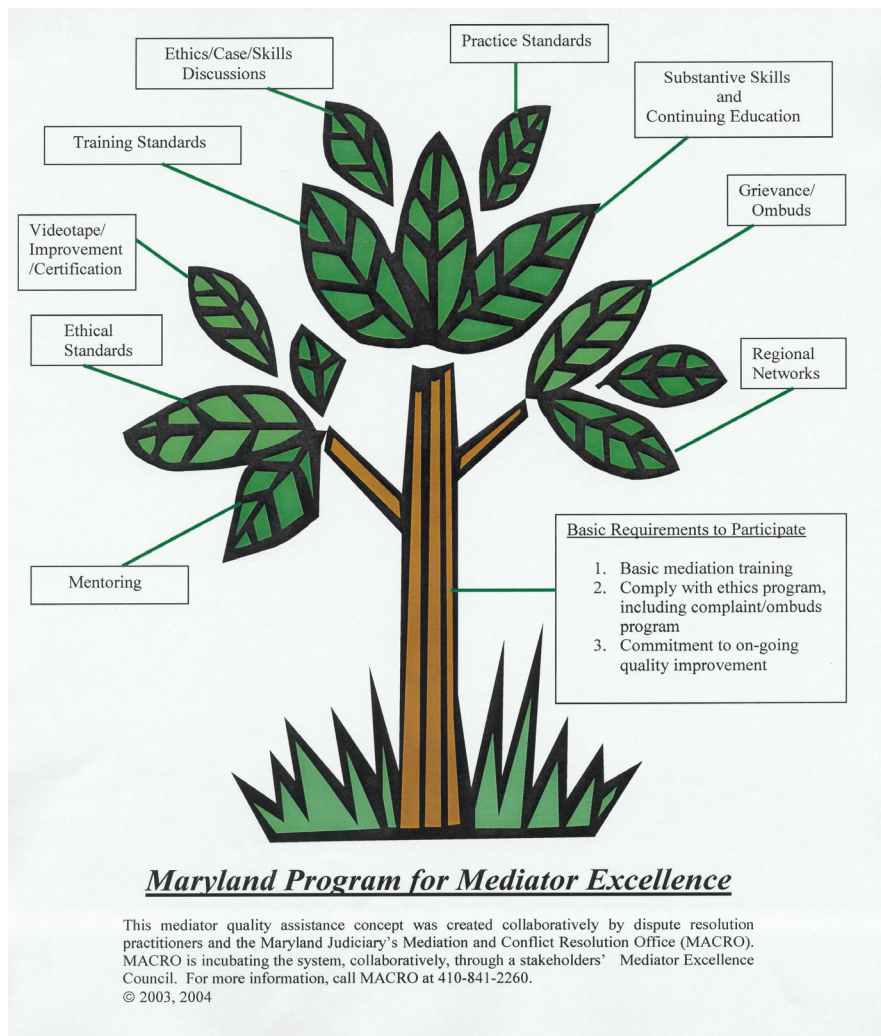 Ethics/Case/Skills
Discussions
Practice Standards
Substantive Skills
and
Continuing Education
Training Standards
Grievance/
Ombuds
Videotape/
Improvement
/Certification
Ethical
Standards
Regional
Networks
Mentoring
Basic Requirements to Participate
1. Basic mediation training
2. Comply with ethics program,
including complaint/ombuds
program
3. Commitment to on-going
quality improvement
Maryland Program for Mediator Excellence
This mediator quality assistance concept was created collaboratively by dispute resolution
practitioners and the Maryland Judiciary's Mediation and Conflict Resolution Office (MACRO).
MACRO is incubating the system, collaboratively, through a stakeholders' Mediator Excellence
Council. For more information, call MACRO at 410-841-2260.
© 2003, 2004